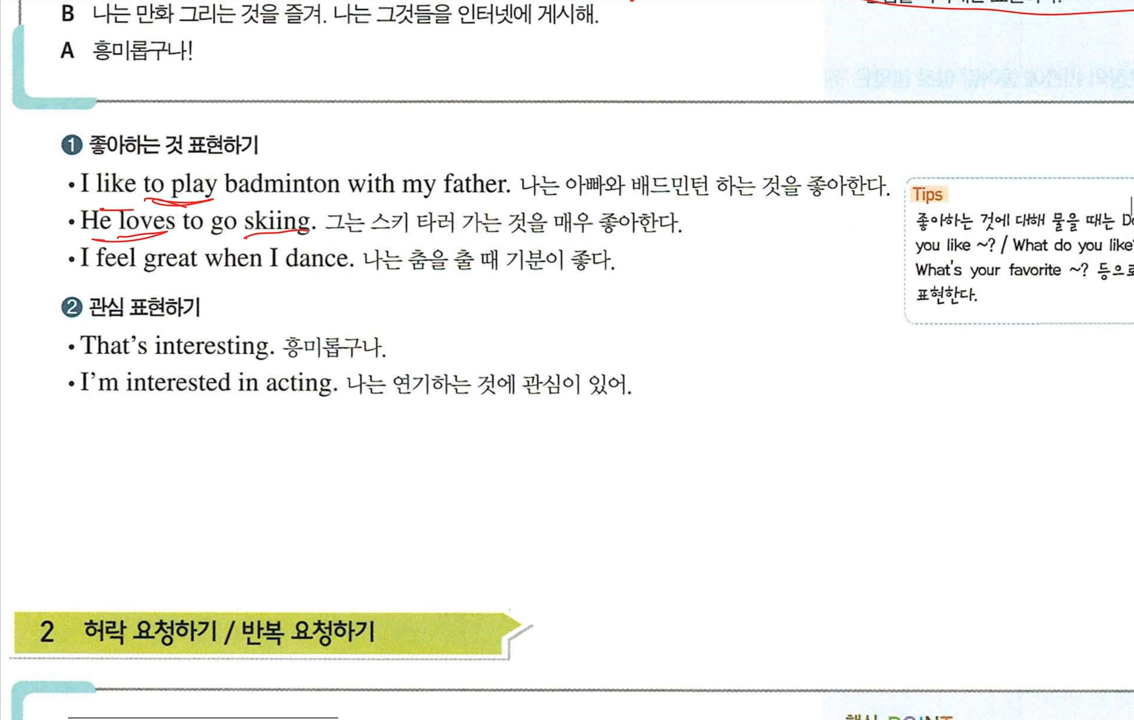 B 나는 만화 그리는 것을 즐겨. 나는 그것들을 인터넷에 게시해.
A 흥미롭구나!
❶ 좋아하는 것 표현하기
• I like to play badminton with my father. 나는 아빠와 배드민턴 하는 것을 좋아한다.
• He loves to go skiing. 그는 스키 타러 가는 것을 매우 좋아한다.
• I feel great when I dance. 나는 춤을 출 때 기분이 좋다.
Tips
좋아하는 것에 대해 물을 때는
you like ~? / What do you like
What's your favorite ~? 등으로
표현한다.
❷ 관심 표현하기
• That's interesting. 흥미롭구나.
• I'm interested in acting. 나는 연기하는 것에 관심이 있어.
2 허락 요청하기 / 반복 요청하기